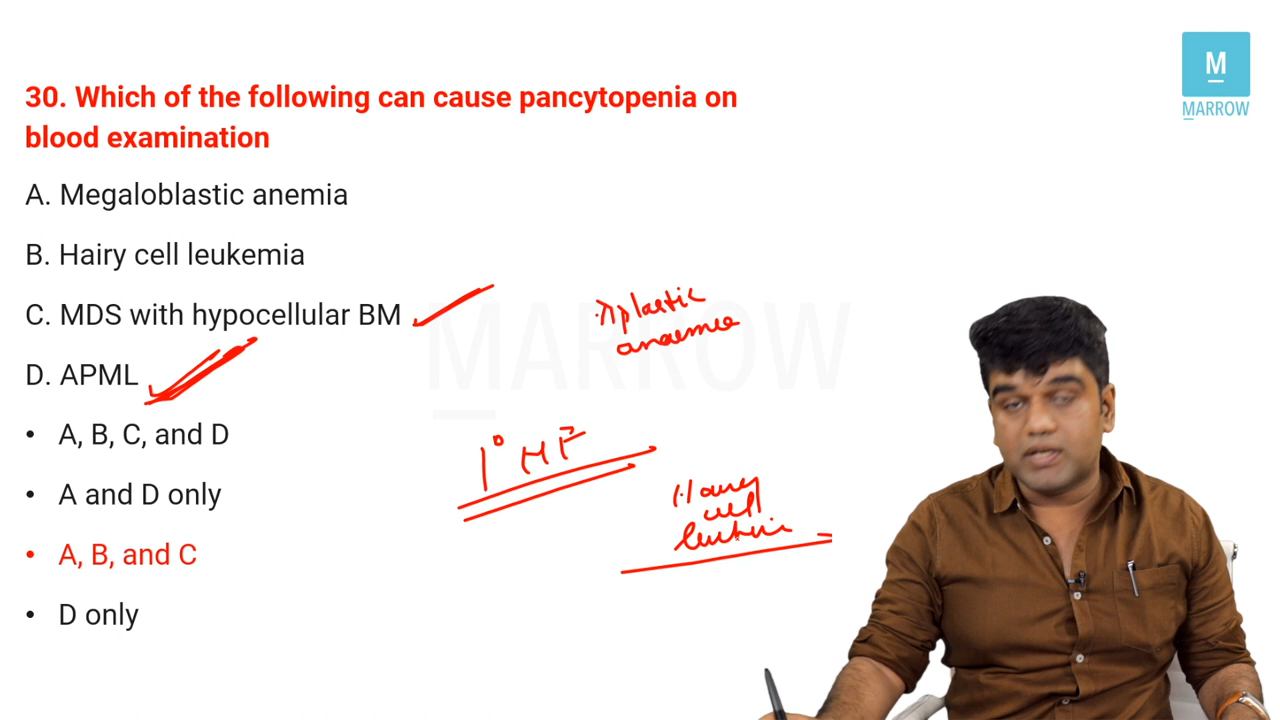 M
MARROW
30. Which of the following can cause pancytopenia on
blood examination
A. Megaloblastic anemia
B. Hairy cell leukemia
C. MDS with hypocellular BM
D. APML
• A, B, C, and D
• A and D only
• A, B, and C
• D only
MARROW
Aplastic
anaemia
1° MF
Hairy
cell